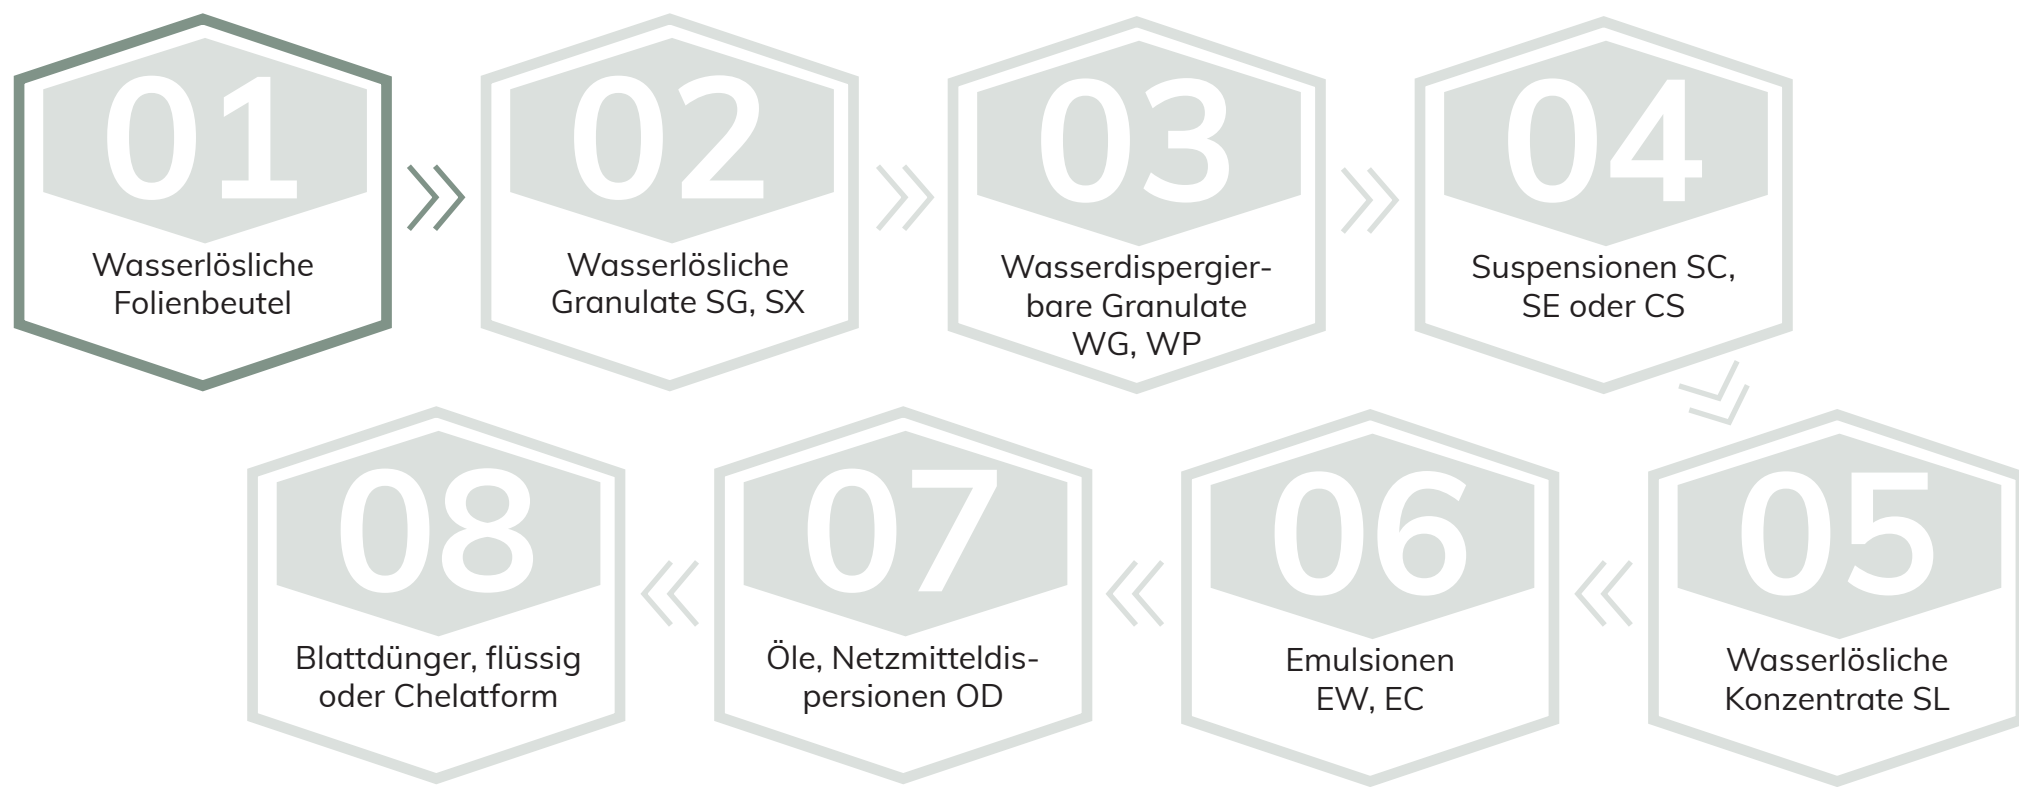 01
Wasserlösliche
Folienbeutel
02
Wasserlösliche
Granulate SG, SX
03
Wasserdispergier-
bare Granulate
WG, WP
04
Suspensionen SC,
SE oder CS
05
Wasserlösliche
Konzentrate SL
06
Emulsionen
EW, EC
07
Öle, Netzmitteldis-
persionen OD
08
Blattdünger, flüssig
oder Chelatform